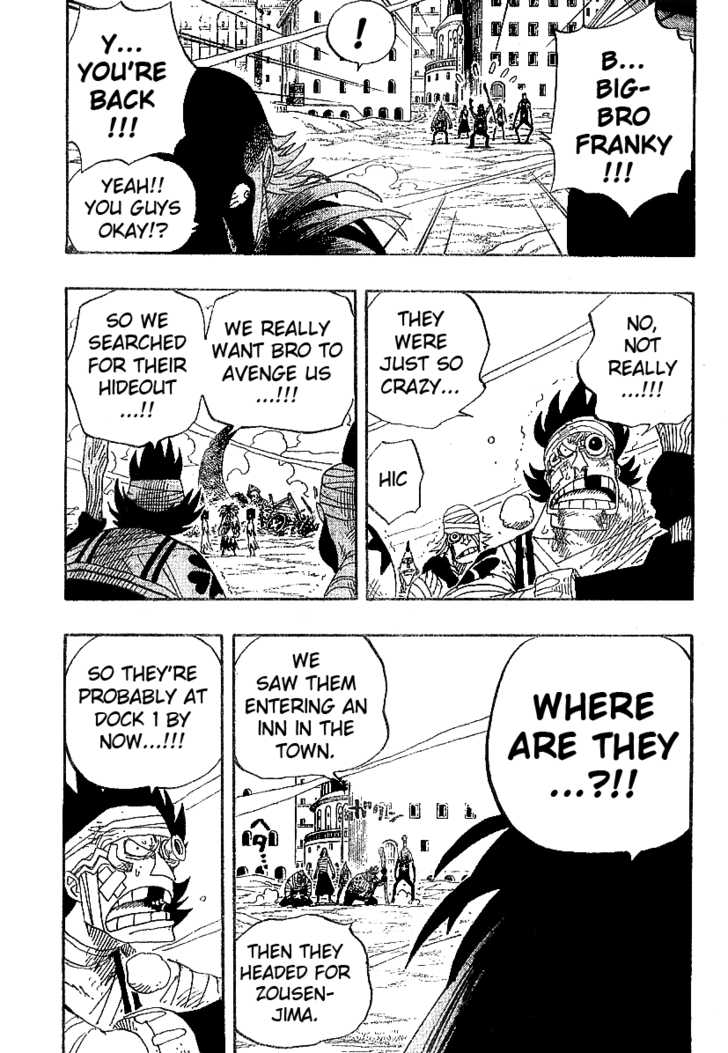 B...
BIG-
BRO
FRANKY
!!!
!
Y...
YOU'RE
BACK
!!!
YEAH!!
YOU GUYS
OKAY!?
NO,
NOT
REALLY
...!!!
THEY
WERE
JUST SO
CRAZY...
HIC
WE REALLY
WANT BRO TO
AVENGE US
...!!!
SO WE
SEARCHED
FOR THEIR
HIDEOUT
...!!
WHERE
ARE THEY
...?!!
WE
SAW THEM
ENTERING AN
INN IN THE
TOWN.
THEN THEY
HEADED FOR
ZOUSEN-
JIMA.
SO THEY'RE
PROBABLY AT
DOCK 1 BY
NOW...!!!